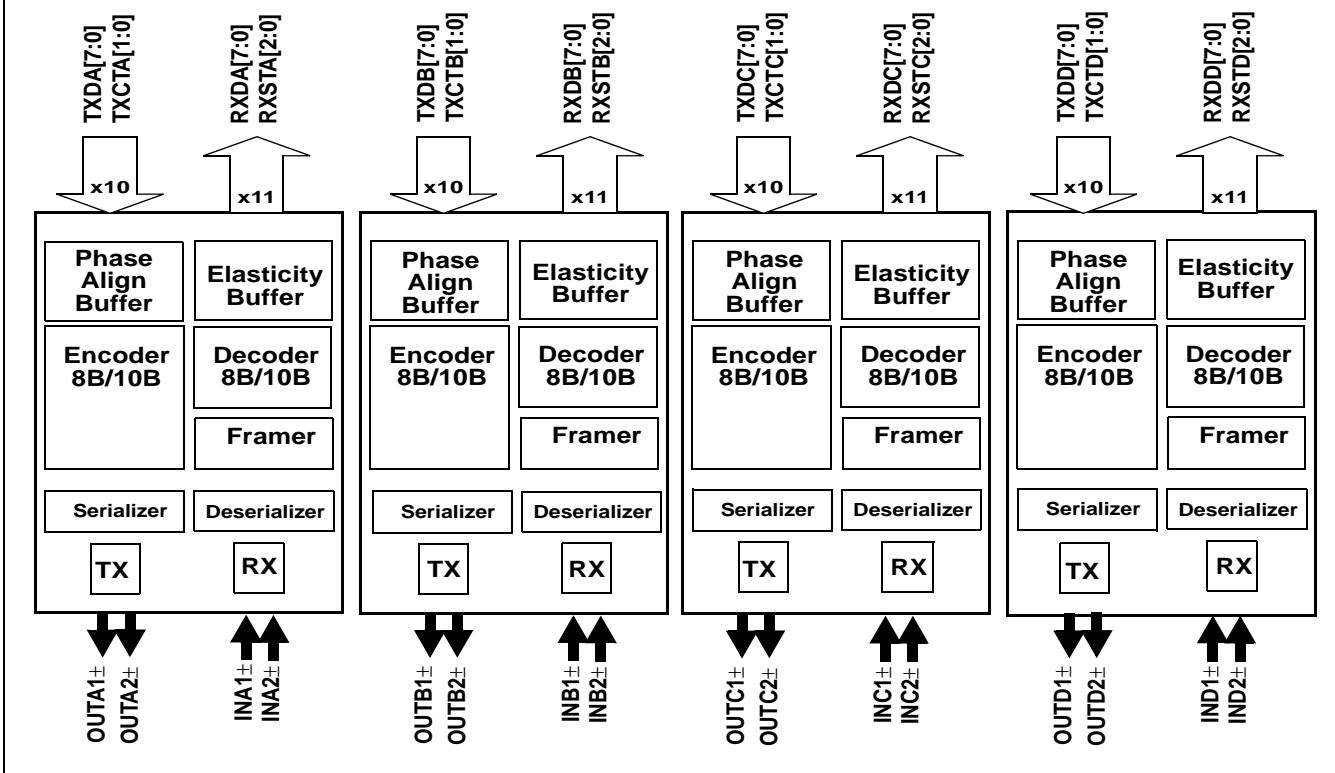 TXDA[7:0]
TXCTA[1:0]
RXDA[7:0]
RXSTA[2:0]
TXDB[7:0]
TXCTB[1:0]
RXDB[7:0]
RXSTB[2:0]
TXDC[7:0]
TXCTC[1:0]
RXDC[7:0]
RXSTC[2:0]
TXDD[7:0]
TXCTD[1:0]
RXDD[7:0]
RXSTD[2:0]
x10
x11
x10
x11
x10
x11
x10
x11
Phase
Align
Buffer
Elasticity
Buffer
Encoder
8B/10B
Decoder
8B/10B
Framer
Serializer
Deserializer
TX
RX
Phase
Align
Buffer
Elasticity
Buffer
Encoder
8B/10B
Decoder
8B/10B
Framer
Serializer
Deserializer
TX
RX
Phase
Align
Buffer
Elasticity
Buffer
Encoder
8B/10B
Decoder
8B/10B
Framer
Serializer
Deserializer
TX
RX
Phase
Align
Buffer
Elasticity
Buffer
Encoder
8B/10B
Decoder
8B/10B
Framer
Serializer
Deserializer
TX
RX
OUTA1±
OUTA2±
INA1±
INA2±
OUTB1±
OUTB2±
INB1±
INB2±
OUTC1±
OUTC2±
INC1±
INC2±
OUTD1±
OUTD2±
IND1±
IND2±